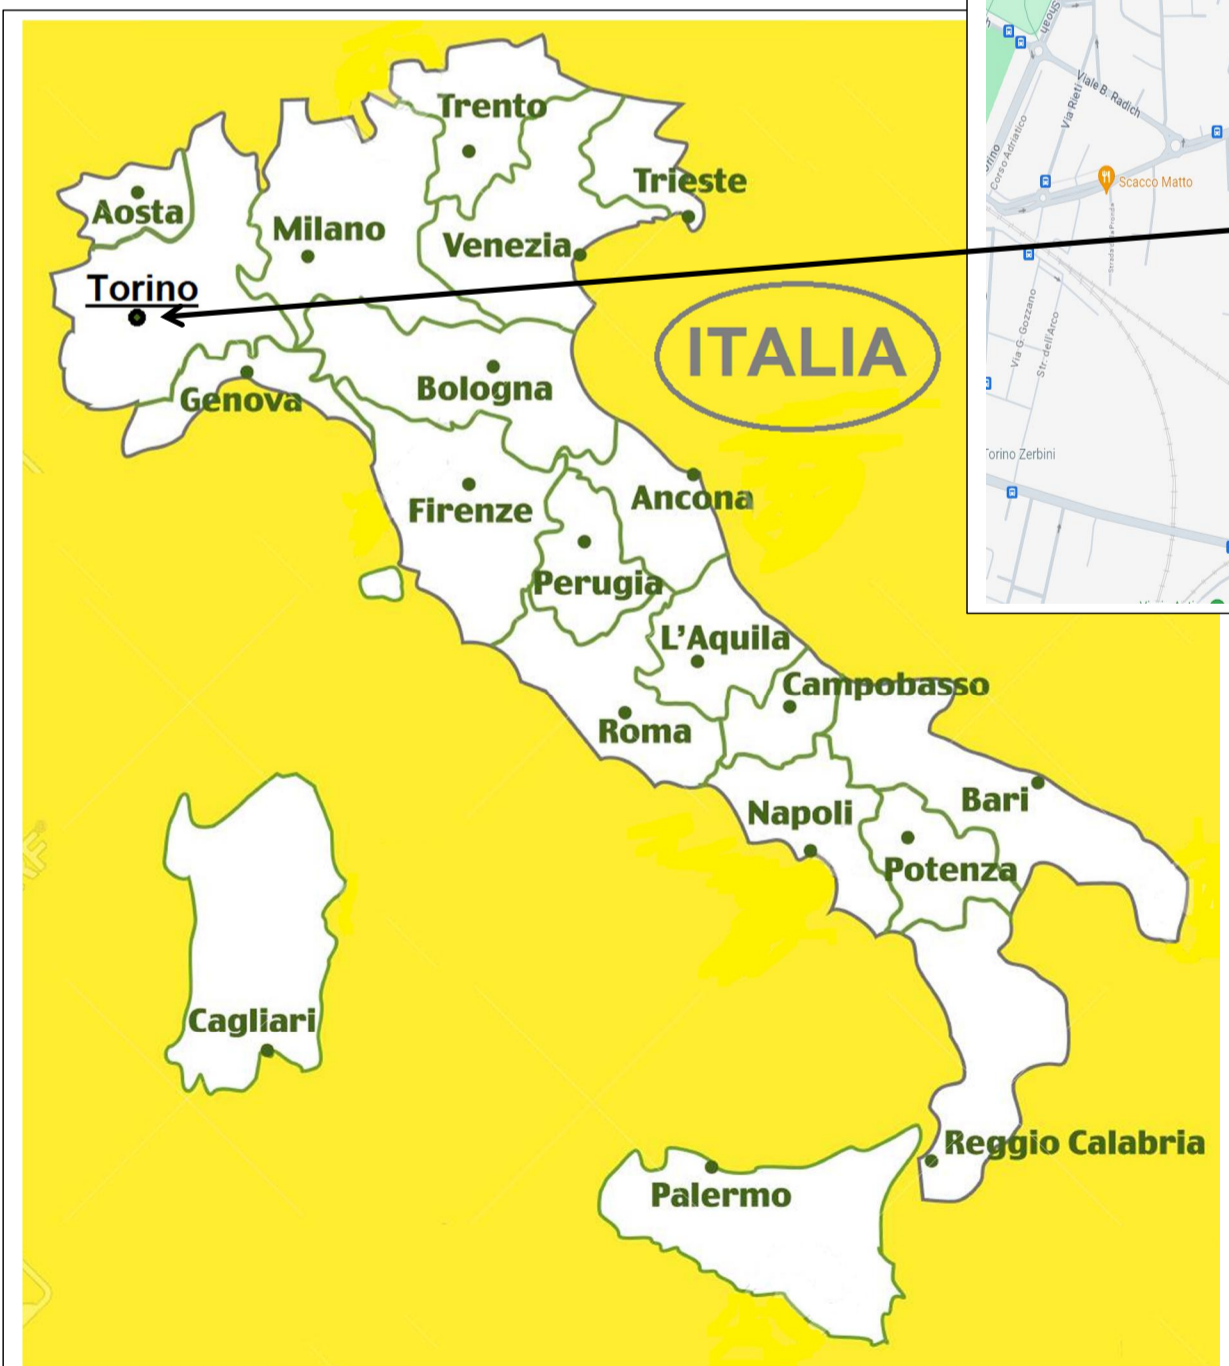 Trento
Trieste
Aosta
Milano
Venezia
Torino
ITALIA
Bologna
Genova
Ancona
Firenze
Perugia
L'Aquila
Campobasso
Roma
Bari
Napoli
Potenza
Cagliari
Reggio Calabria
Palermo
Shoah
Viale B. Radich
Via Rieti
Corso Adriatico
Scacco Matto
Via G. Gozzano
Str. dell'Arco
Torino Zerbini